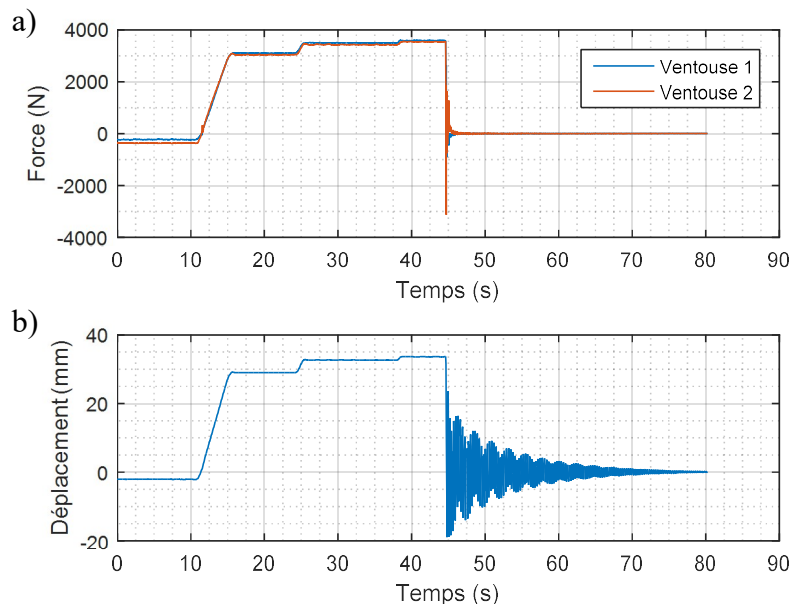 a)
4000
2000
0
-2000
-4000
Force (N)
Ventouse 1
Ventouse 2
0 10 20 30 40 50 60 70 80 90
Temps (s)
b)
40
20
0
-20
Déplacement (mm)
0 10 20 30 40 50 60 70 80 90
Temps (s)